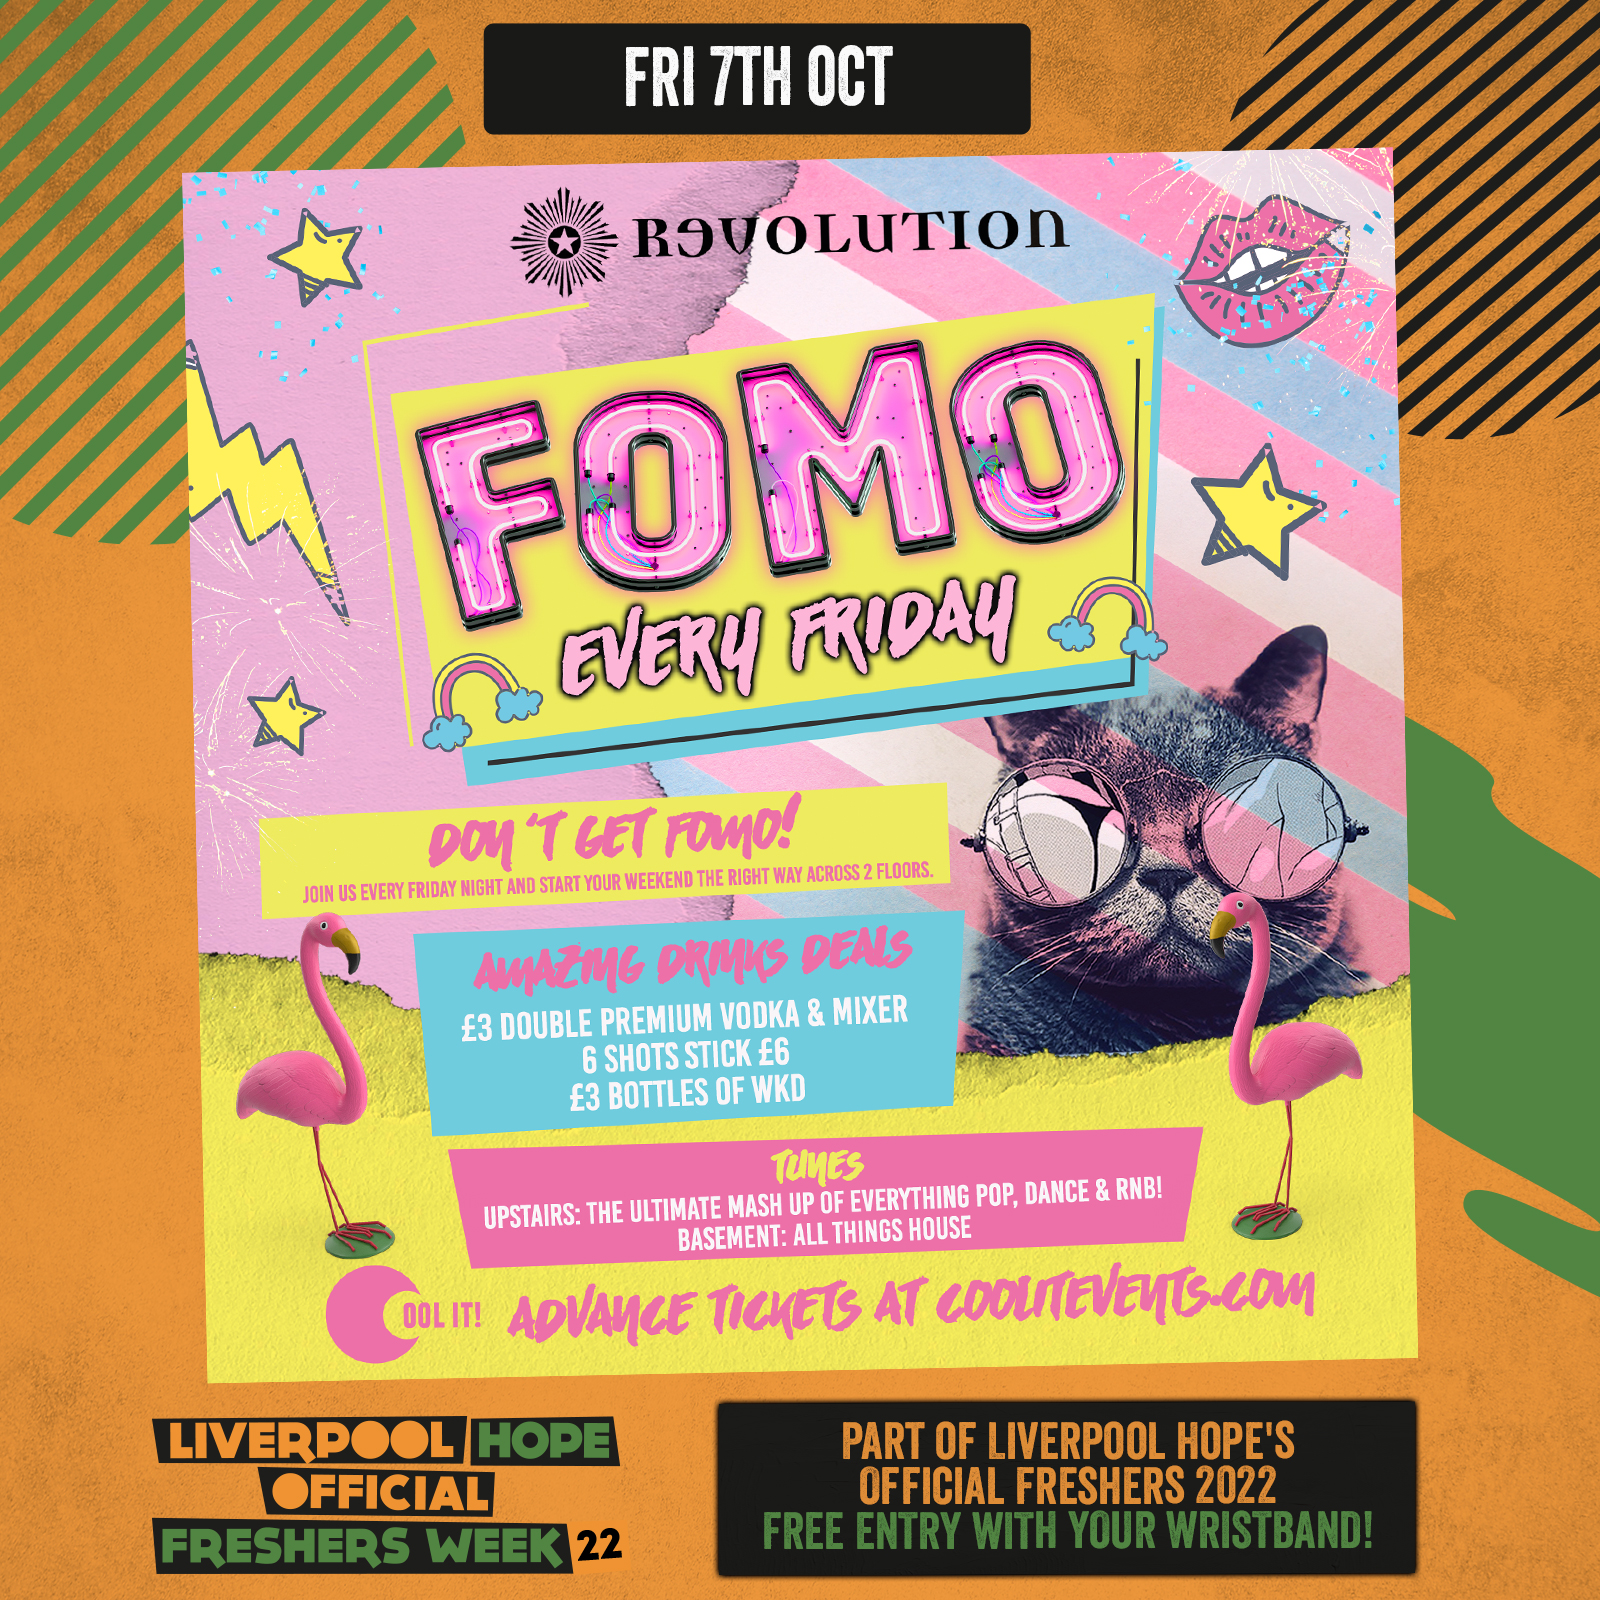 FRI 7TH OCT
REVOLUTION
FOMO
EVERY FRIDAY
DON'T GET FOMO!
JOIN US EVERY FRIDAY NIGHT AND START YOUR WEEKEND THE RIGHT WAY ACROSS 2 FLOORS.
AMAZING DRINKS DEALS
£3 DOUBLE PREMIUM VODKA & MIXER
6 SHOTS STICK £6
£3 BOTTLES OF WKD
TUNES
UPSTAIRS: THE ULTIMATE MASH UP OF EVERYTHING POP, DANCE & RNB!
BASEMENT: ALL THINGS HOUSE
COOL IT! ADVANCE TICKETS AT COOLITEVENTS.COM
LIVERPOOL HOPE
OFFICIAL
FRESHERS WEEK 22
PART OF LIVERPOOL HOPE'S
OFFICIAL FRESHERS 2022
FREE ENTRY WITH YOUR WRISTBAND!